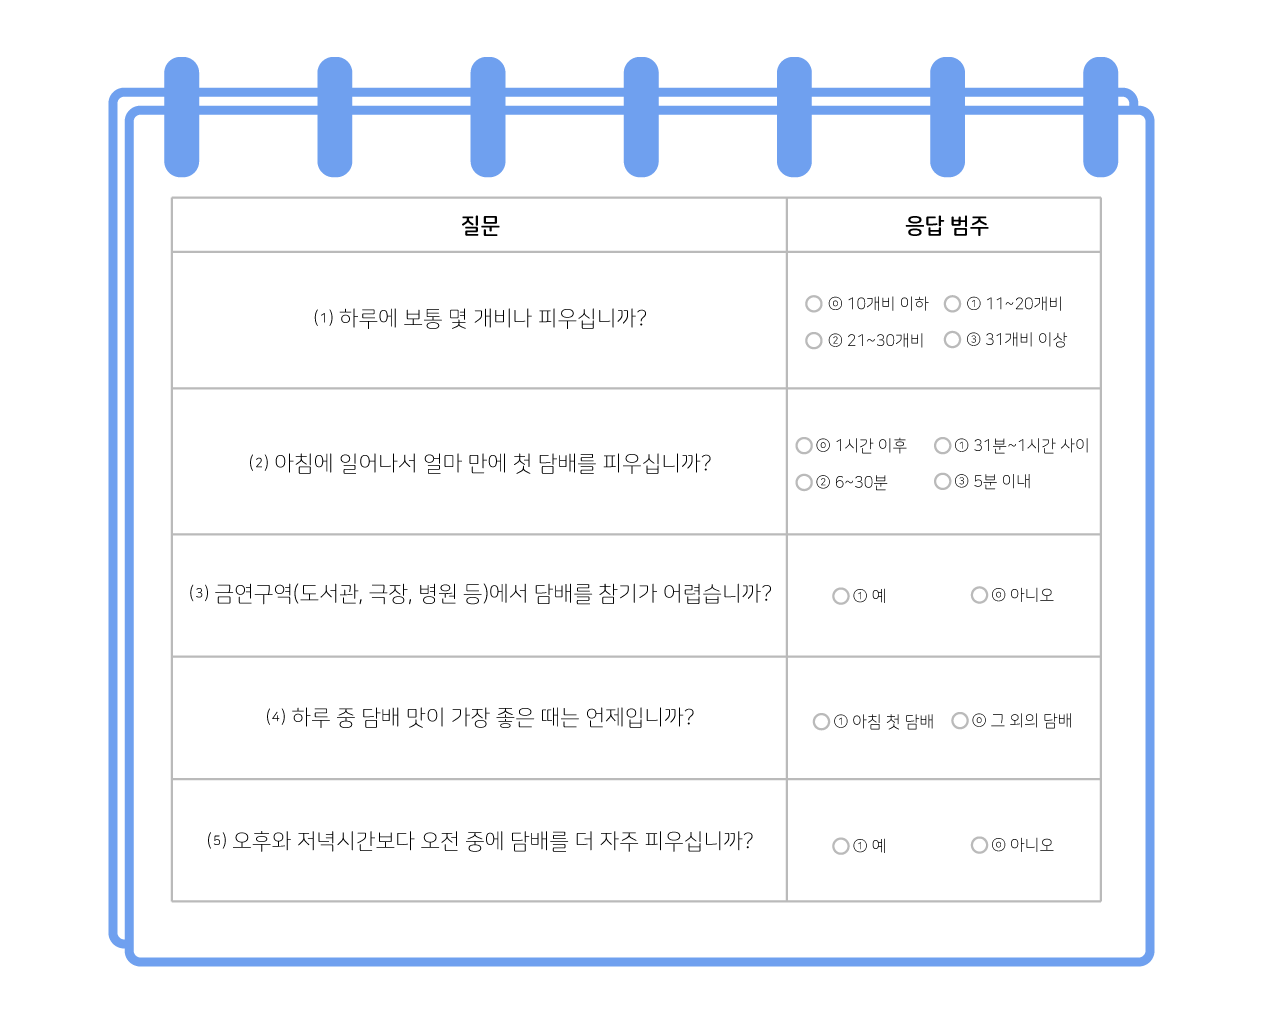 질문
응답 범주
(1) 하루에 보통 몇 개비나 피우십니까?
⓪ 10개비 이하 ① 11~20개비
② 21~30개비 ③ 31개비 이상
(2) 아침에 일어나서 얼마 만에 첫 담배를 피우십니까?
⓪ 1시간 이후 ① 31분~1시간 사이
② 6~30분 ③ 5분 이내
(3) 금연구역(도서관, 극장, 병원 등)에서 담배를 참기가 어렵습니까?
① 예 ⓪ 아니오
(4) 하루 중 담배 맛이 가장 좋은 때는 언제입니까?
① 아침 첫 담배 ⓪ 그 외의 담배
(5) 오후와 저녁시간보다 오전 중에 담배를 더 자주 피우십니까?
① 예 ⓪ 아니오